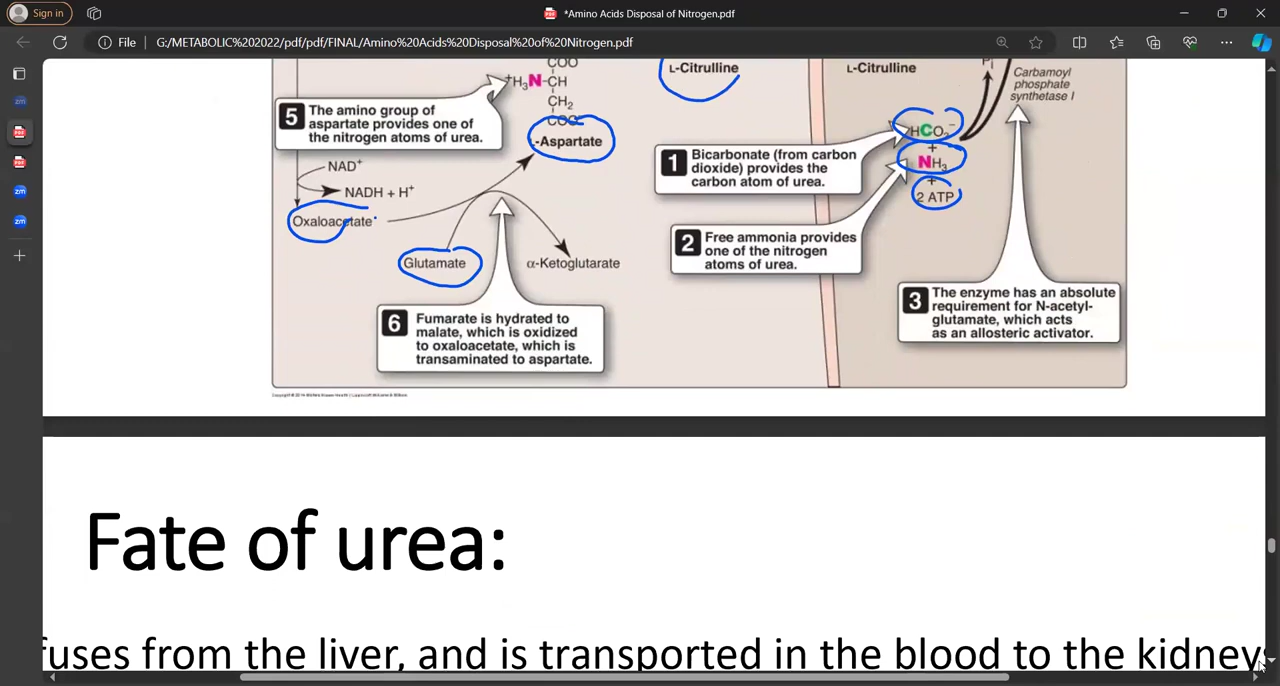 Sign in
*Amino Acids Disposal of Nitrogen.pdf
File | G:/METABOLIC%202022/pdf/pdf/FINAL/Amino%20Acids%20Disposal%20of%20Nitrogen.pdf
COO
⁺H₃N-CH
CH₂
COO⁻
L-Aspartate
5 The amino group of
aspartate provides one of
the nitrogen atoms of urea.
NAD⁺
NADH + H⁺
Oxaloacetate
Glutamate
α-Ketoglutarate
6 Fumarate is hydrated to
malate, which is oxidized
to oxaloacetate, which is
transaminated to aspartate.
L-Citrulline
L-Citrulline
Pi
Carbamoyl
phosphate
synthetase I
1 Bicarbonate (from carbon
dioxide) provides the
carbon atom of urea.
HCO₃⁻
+
NH₃
+
2 ATP
2 Free ammonia provides
one of the nitrogen
atoms of urea.
3 The enzyme has an absolute
requirement for N-acetyl-
glutamate, which acts
as an allosteric activator.
Fate of urea:
fuses from the liver, and is transported in the blood to the kidneys